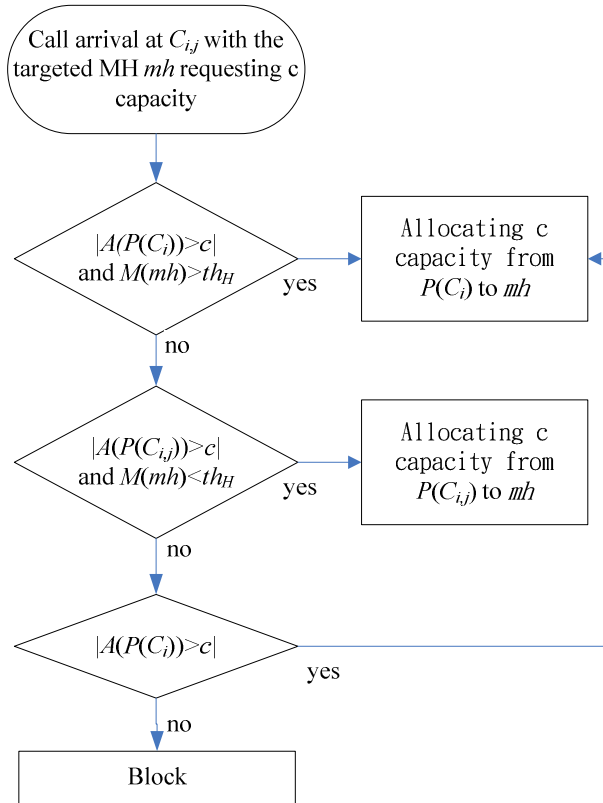 Call arrival at Ci,j with the
targeted MH mh requesting c
capacity
|A(P(Ci))>c|
and M(mh)>thH
yes
Allocating c
capacity from
P(Ci) to mh
no
|A(P(Ci,j))>c|
and M(mh)<thH
yes
Allocating c
capacity from
P(Ci,j) to mh
no
|A(P(Ci))>c|
yes
no
Block